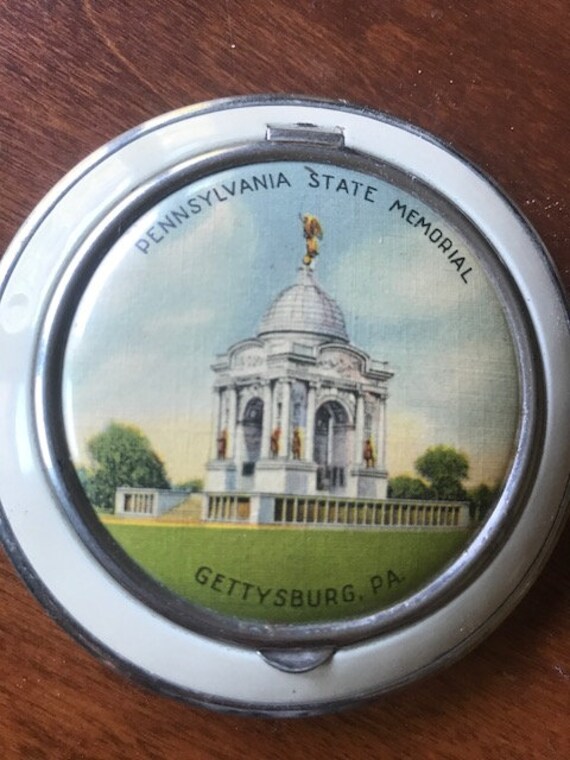 PENNSYLVANIA STATE MEMORIAL
GETTYSBURG, PA.